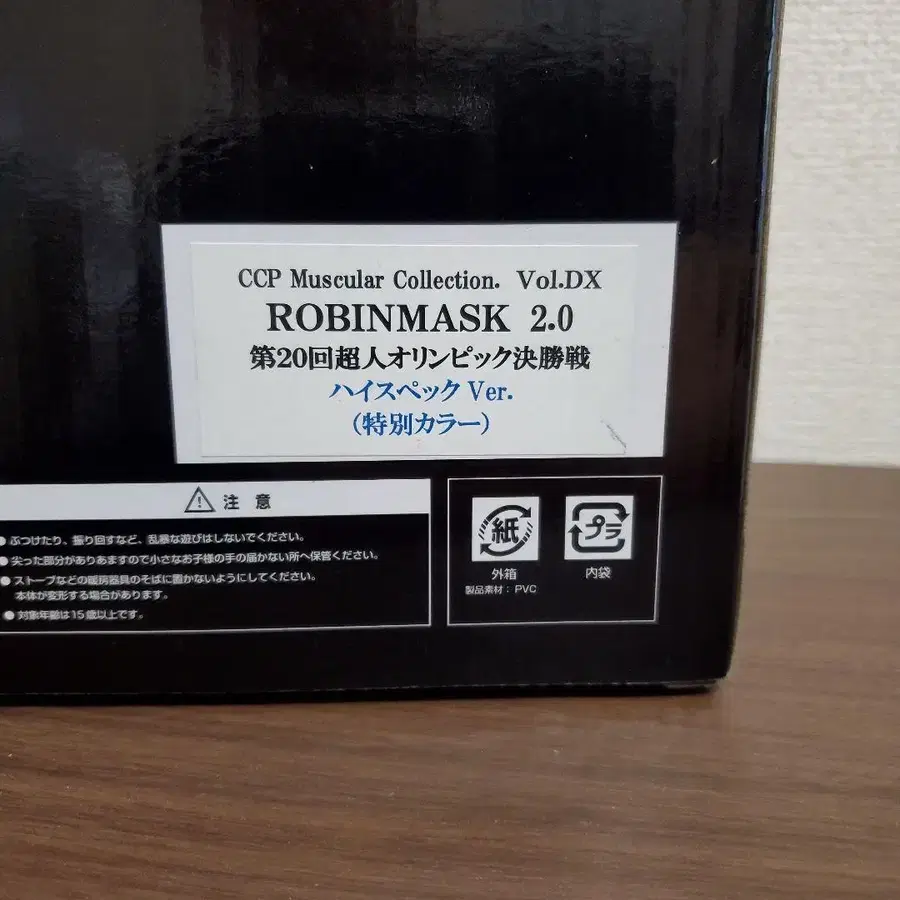 CCP Muscular Collection. Vol.DX
ROBINMASK 2.0
第20回超人オリンピック決勝戦
ハイスペック Ver.
(特別カラー)
注意
● ぶつけたり、振り回すなど、乱暴な遊びはしないでください。
● 尖った部分がありあますので小さなお子様の手の届かない所へ保管ください。
● ストーブなどの暖房器具のそばに置かないようにしてください。
本体が変形する場合があります。
● 対象年齢は15歳以上です。
紙
外箱
製品素材：PVC
プラ
内袋